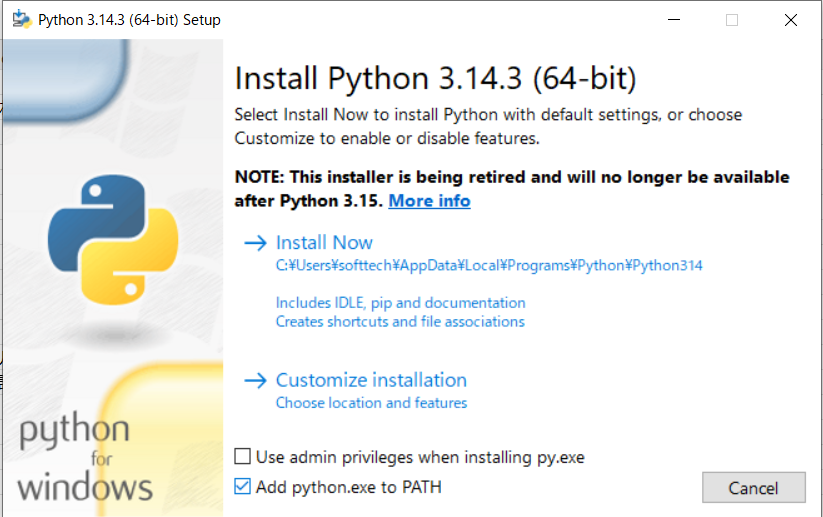 Python 3.14.3 (64-bit) Setup
Install Python 3.14.3 (64-bit)
Select Install Now to install Python with default settings, or choose
Customize to enable or disable features.
NOTE: This installer is being retired and will no longer be available
after Python 3.15. More info
Install Now
C:¥Users¥softtech¥AppData¥Local¥Programs¥Python¥Python314
Includes IDLE, pip and documentation
Creates shortcuts and file associations
Customize installation
Choose location and features
python
for
windows
Use admin privileges when installing py.exe
Add python.exe to PATH
Cancel